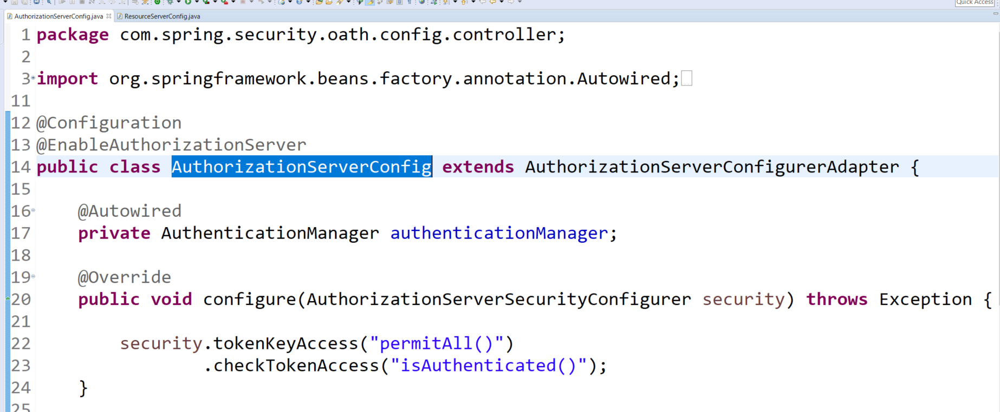 Quick Access
AuthorizationServerConfig.java ResourceServerConfig.java
1 package com.spring.security.oath.config.controller;
2
3 import org.springframework.beans.factory.annotation.Autowired;
11
12 @Configuration
13 @EnableAuthorizationServer
14 public class AuthorizationServerConfig extends AuthorizationServerConfigurerAdapter {
15
16 @Autowired
17 private AuthenticationManager authenticationManager;
18
19 @Override
20 public void configure(AuthorizationServerSecurityConfigurer security) throws Exception {
21
22 security.tokenKeyAccess("permitAll()")
23 .checkTokenAccess("isAuthenticated()");
24 }
25